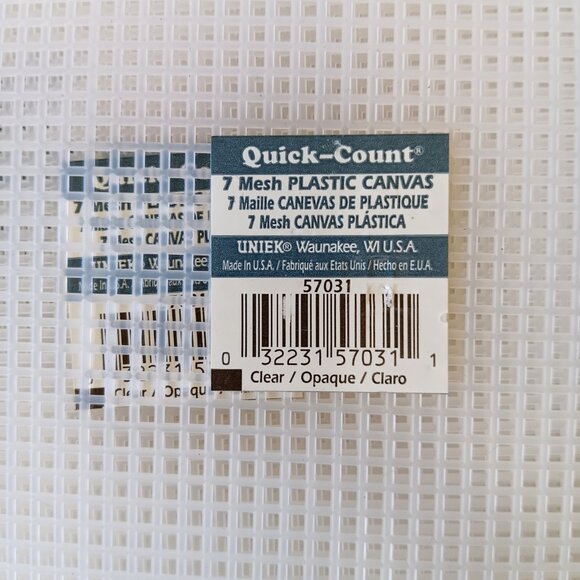 Quick-Count®
7 Mesh PLASTIC CANVAS
7 Maille CANEVAS DE PLASTIQUE
7 Mesh CANVAS PLÁSTICA
UNIEK® Waunakee, WI U.S.A.
Made In U.S.A. / Fabriqué aux Etats Unis / Hecho en E.U.A.
57031
0 32231 57031 1
Clear / Opaque / Claro